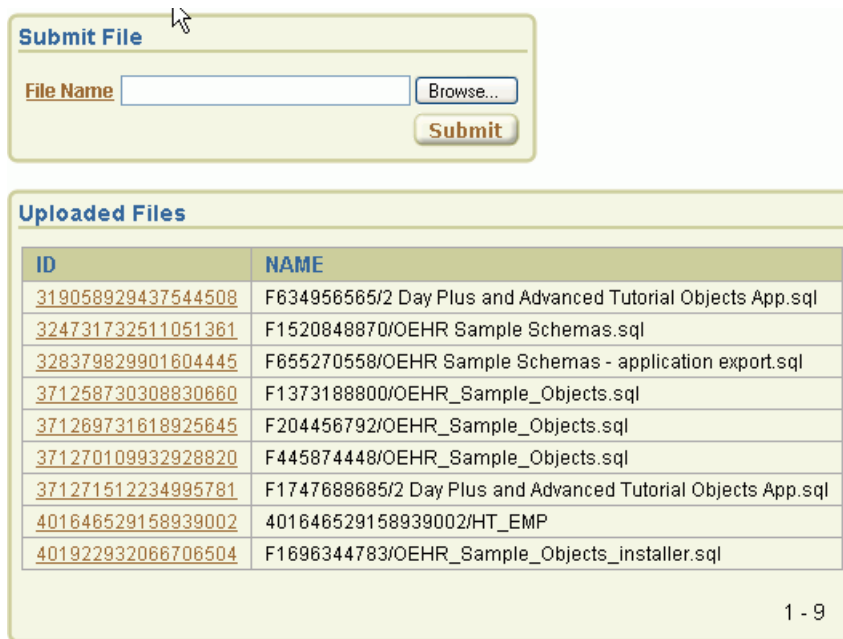 Submit File
File Name Browse...
Submit
Uploaded Files
ID NAME
319058929437544508 F634956565/2 Day Plus and Advanced Tutorial Objects App.sql
324731732511051361 F1520848870/OEHR Sample Schemas.sql
328379829901604445 F655270558/OEHR Sample Schemas - application export.sql
371258730308830660 F1373188800/OEHR_Sample_Objects.sql
371269731618925645 F204456792/OEHR_Sample_Objects.sql
371270109932928820 F445874448/OEHR_Sample_Objects.sql
371271512234995781 F1747688685/2 Day Plus and Advanced Tutorial Objects App.sql
401646529158939002 401646529158939002/HT_EMP
401922932066706504 F1696344783/OEHR_Sample_Objects_installer.sql
1 - 9